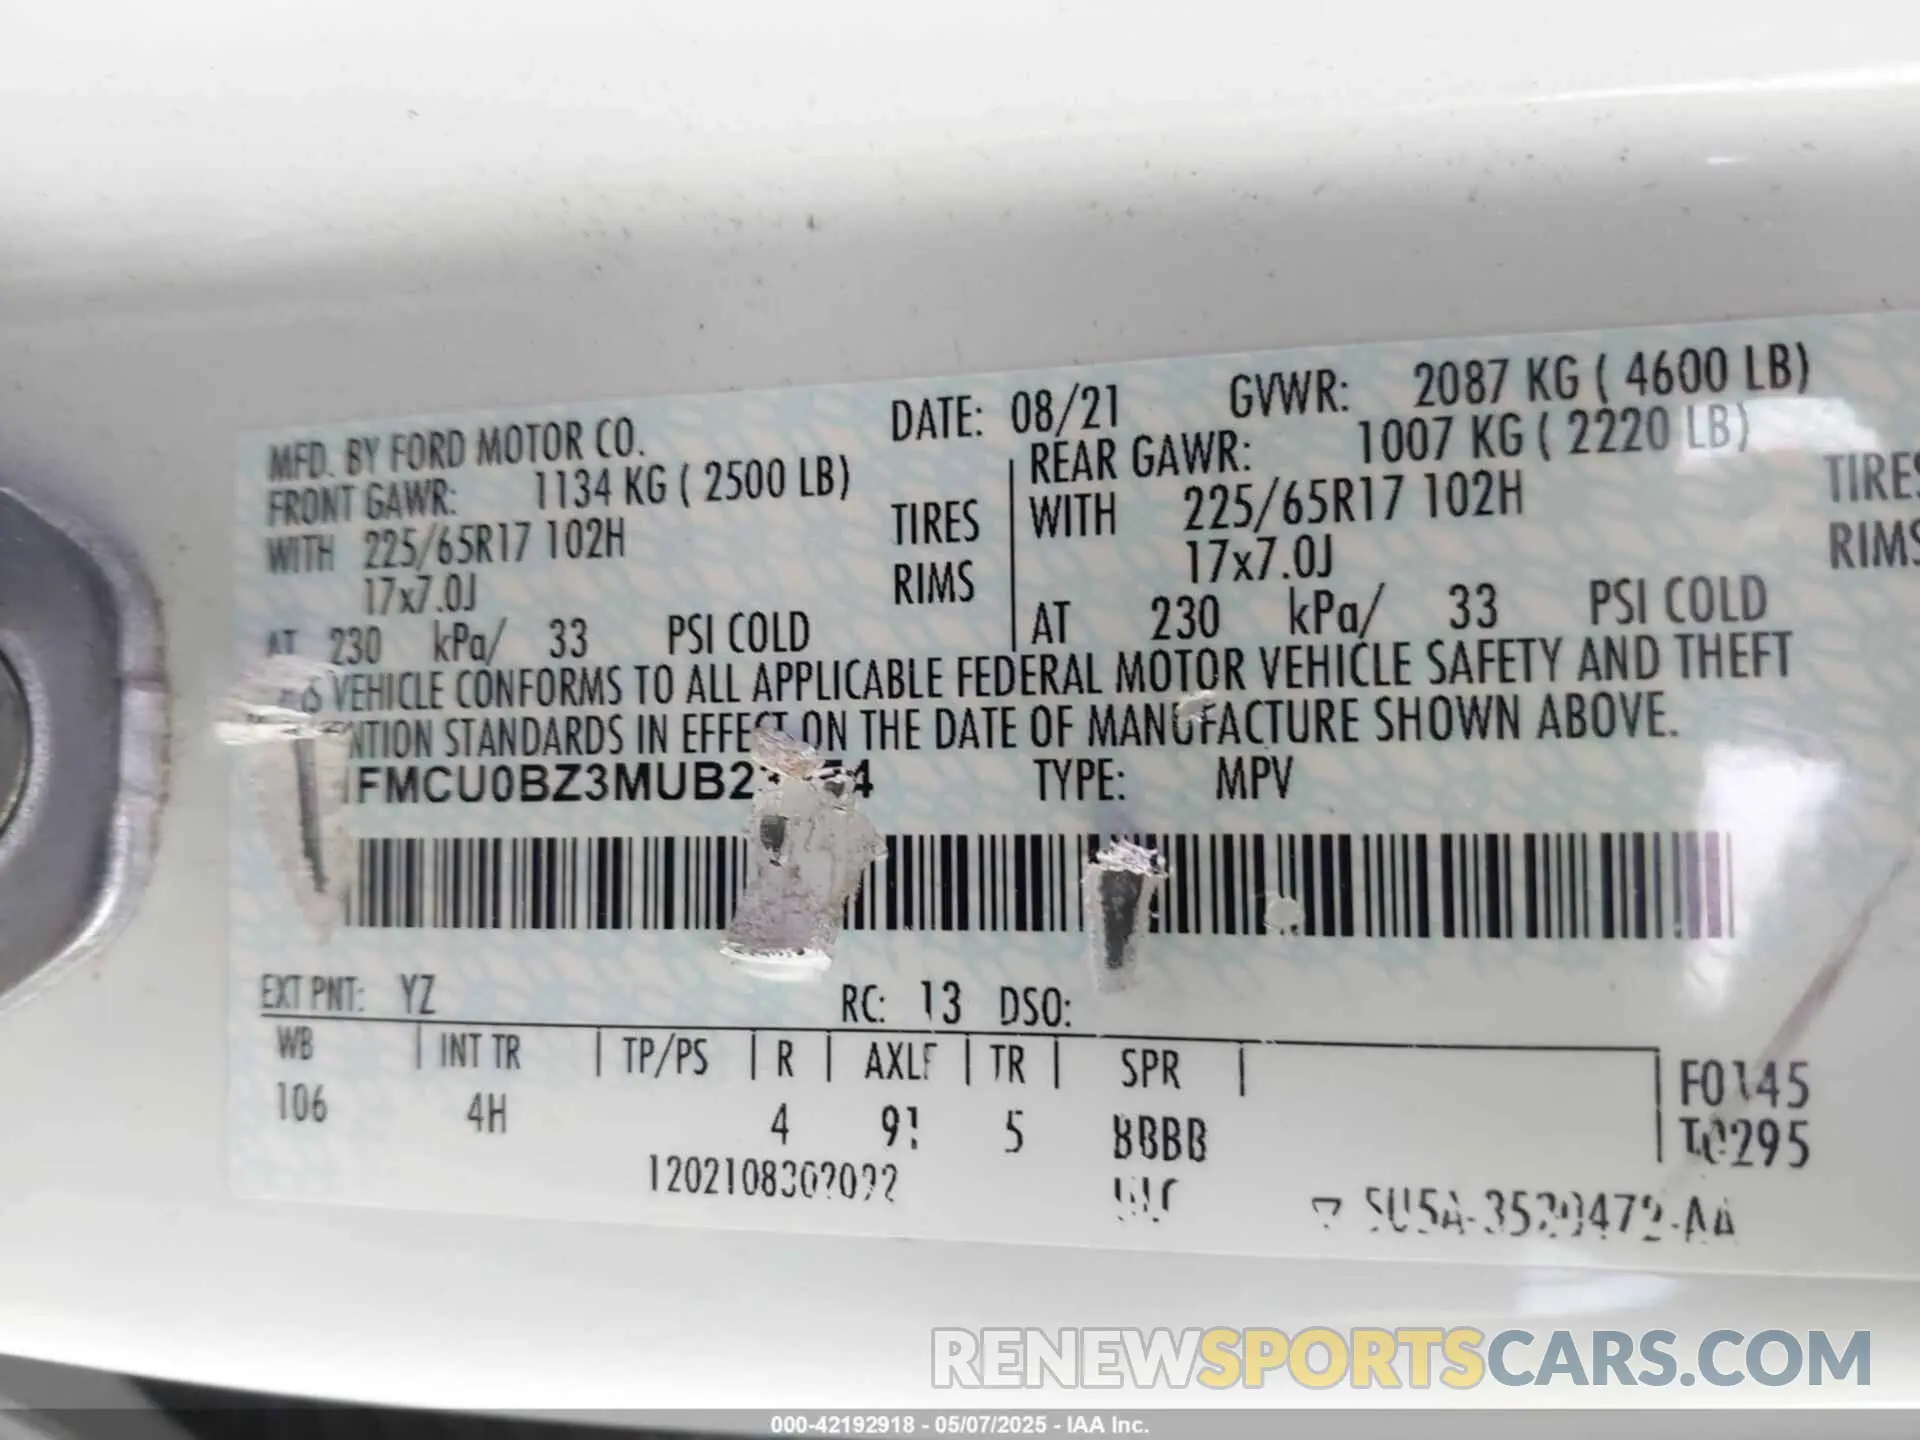 MFD. BY FORD MOTOR CO. DATE: 08/21 GVWR: 2087 KG ( 4600 LB)
FRONT GAWR: 1134 KG ( 2500 LB) REAR GAWR: 1007 KG ( 2220 LB)
WITH 225/65R17 102H TIRES WITH 225/65R17 102H TIRES
17x7.0J RIMS 17x7.0J RIMS
AT 230 kPa/ 33 PSI COLD AT 230 kPa/ 33 PSI COLD
VEHICLE CONFORMS TO ALL APPLICABLE FEDERAL MOTOR VEHICLE SAFETY AND THEFT
STANDARDS IN EFFECT ON THE DATE OF MANUFACTURE SHOWN ABOVE.
TYPE: MPV
EXT PNT: YZ RC: 13 DSO:
WB INT TR TP/PS R AXLE TR SPR
106 4H 4 91 5 BBBB
F0145
T0295
RENEWSPORTSCARS.COM
000-42192918 - 05/07/2025 - IAA Inc.